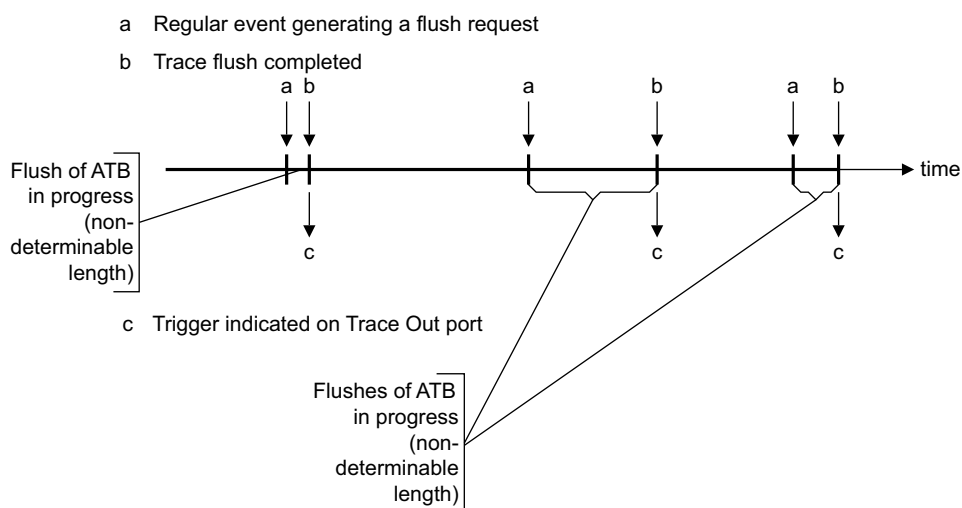 a Regular event generating a flush request
b Trace flush completed
a b a b a b
Flush of ATB
in progress
(non-
determinable
length)
time
c c c
c Trigger indicated on Trace Out port
Flushes of ATB
in progress
(non-
determinable
length)